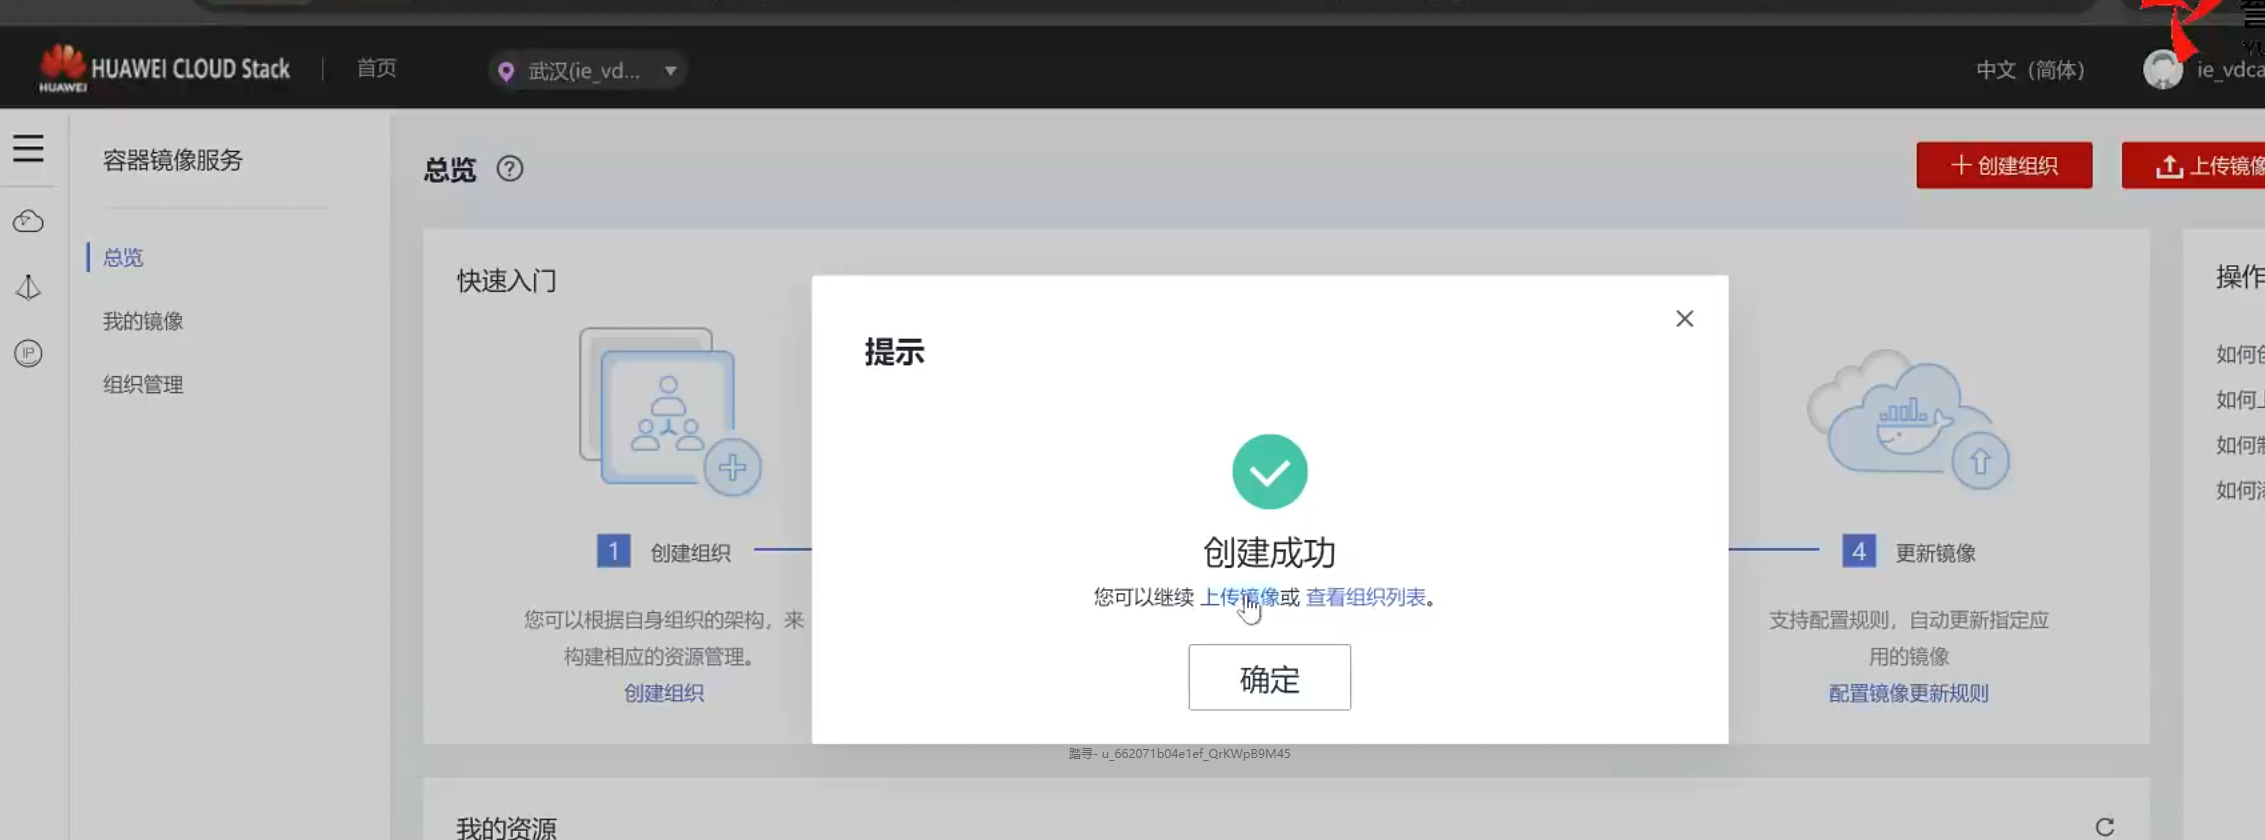 HUAWEI
HUAWEI CLOUD Stack
首页
武汉(ie_vd...
中文（简体）
容器镜像服务
总览
我的镜像
组织管理
总览
创建组织
上传镜像
快速入门
提示
创建成功
您可以继续 上传镜像或 查看组织列表。
确定
1 创建组织
您可以根据自身组织的架构，来
构建相应的资源管理。
创建组织
4 更新镜像
支持配置规则，自动更新指定应
用的镜像
配置镜像更新规则
操作
如何创
如何上
如何制
踏寻- u_662071b04e1ef_QrKWpB9M45
我的资源